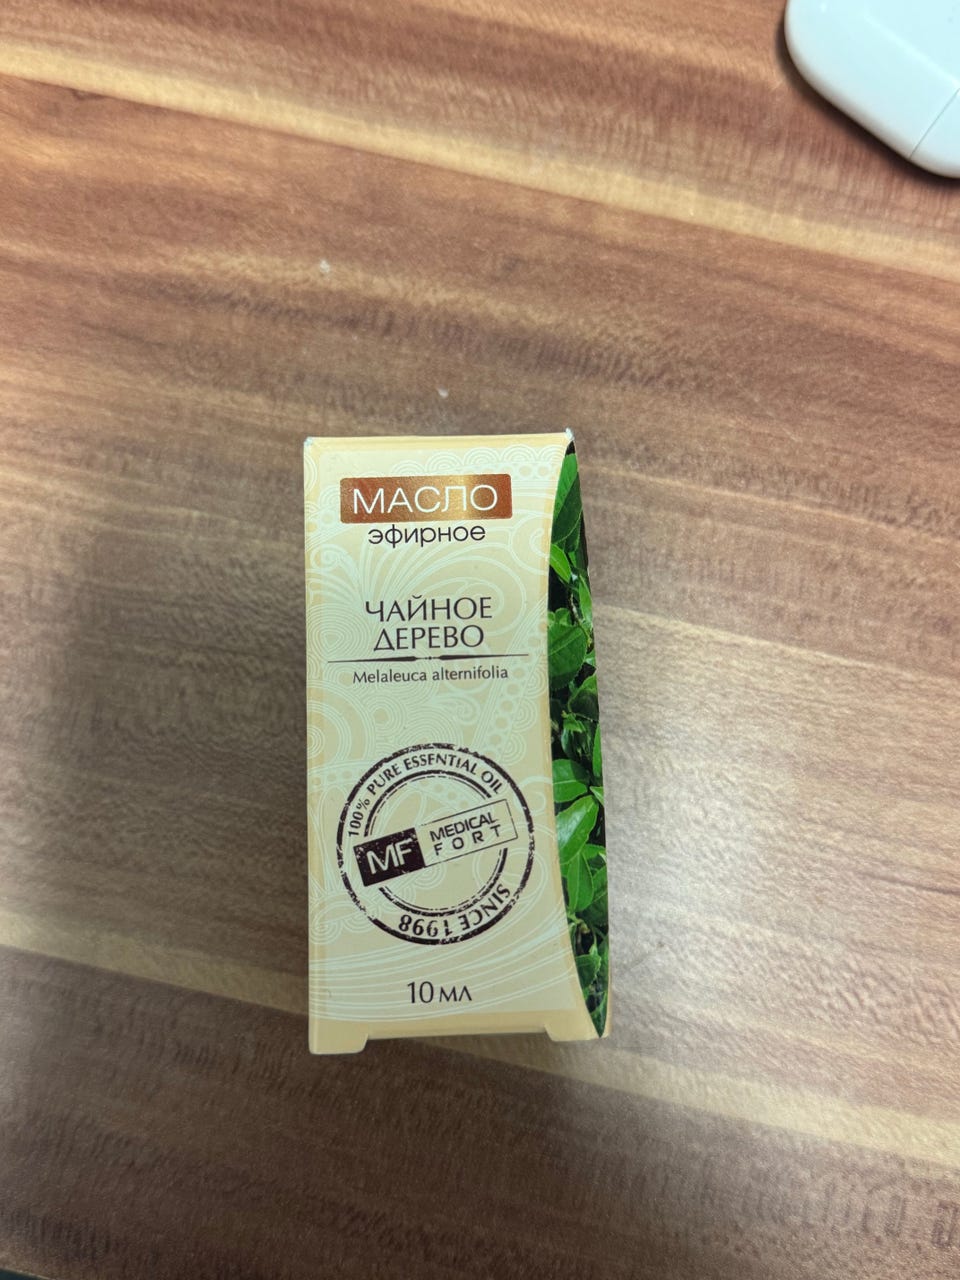 МАСЛО
эфирное
ЧАЙНОЕ
ДЕРЕВО
Melaleuca alternifolia
100% PURE ESSENTIAL OIL
MF MEDICAL
FORT
SINCE 1998
10 мл